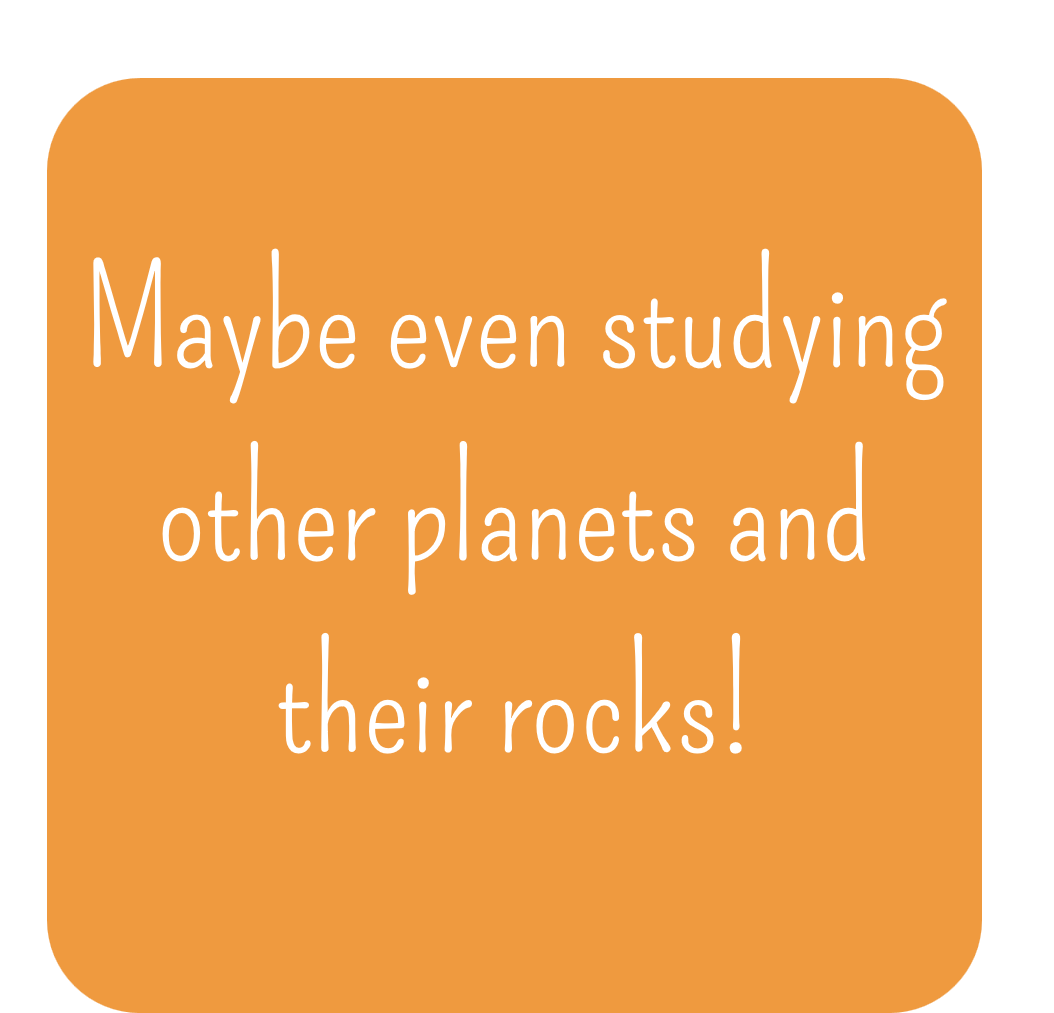 Maybe even studying
other planets and
their rocks!